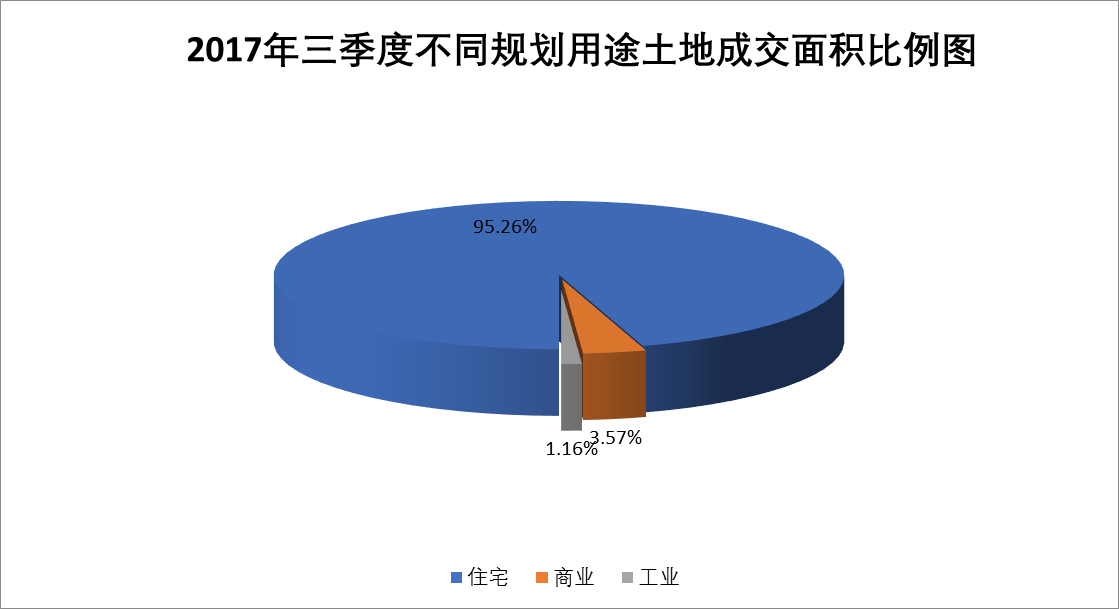 2017年三季度不同规划用途土地成交面积比例图
95.26%
3.57%
1.16%
住宅 商业 工业